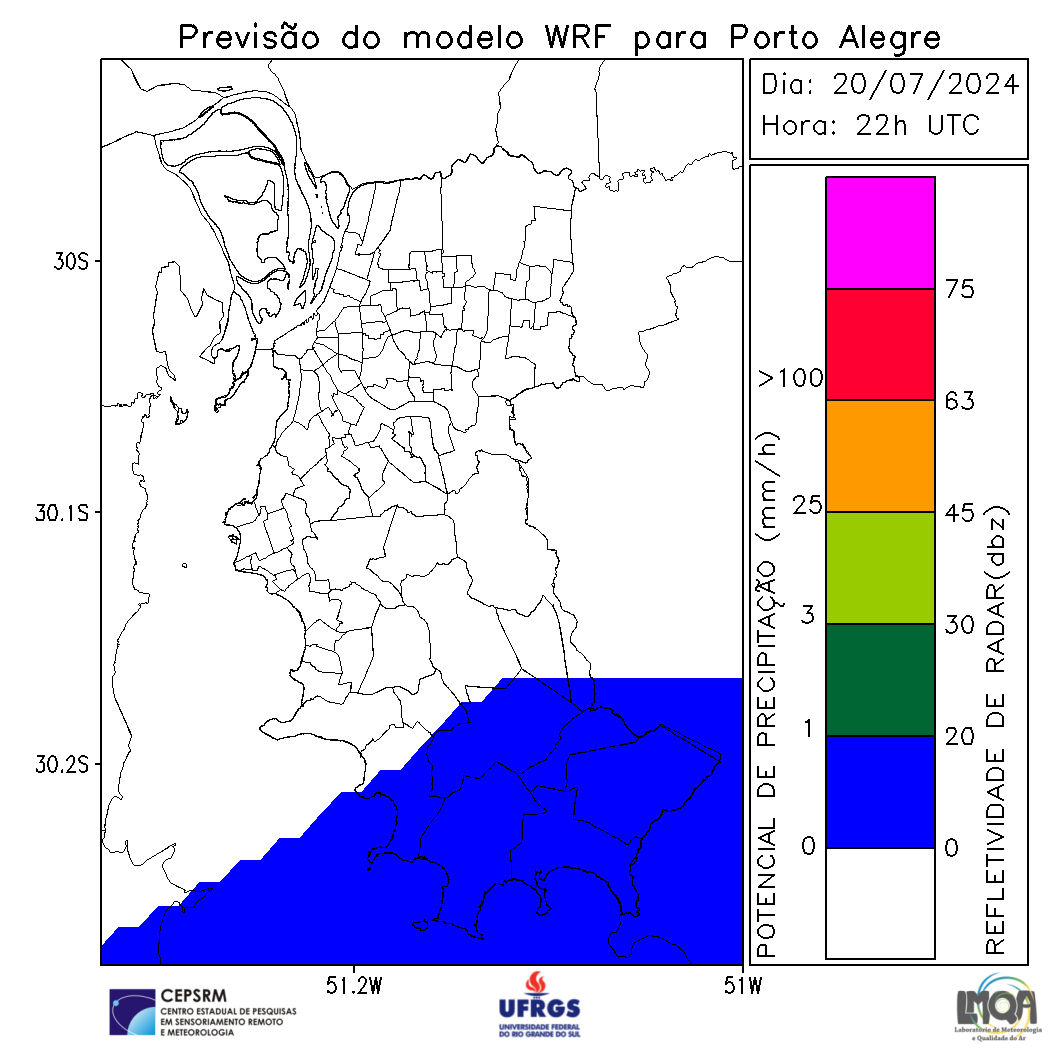 Previsão do modelo WRF para Porto Alegre
Dia: 20/07/2024
Hora: 22h UTC
30S
30.1S
30.2S
51.2W
51W
POTENCIAL DE PRECIPITAÇÃO (mm/h)
>100
25
3
1
0
75
63
45
30
20
0
REFLETIVIDADE DE RADAR(dbz)
CEPSRM
CENTRO ESTADUAL DE PESQUISAS
EM SENSORIAMENTO REMOTO
E METEOROLOGIA
UFRGS
UNIVERSIDADE FEDERAL
DO RIO GRANDE DO SUL
LMQA
Laboratório de Meteorologia
e Qualidade do Ar